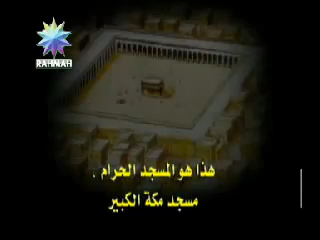 RAHMAH
هذا هو المسجد الحرام .
مسجد مكة الكبير